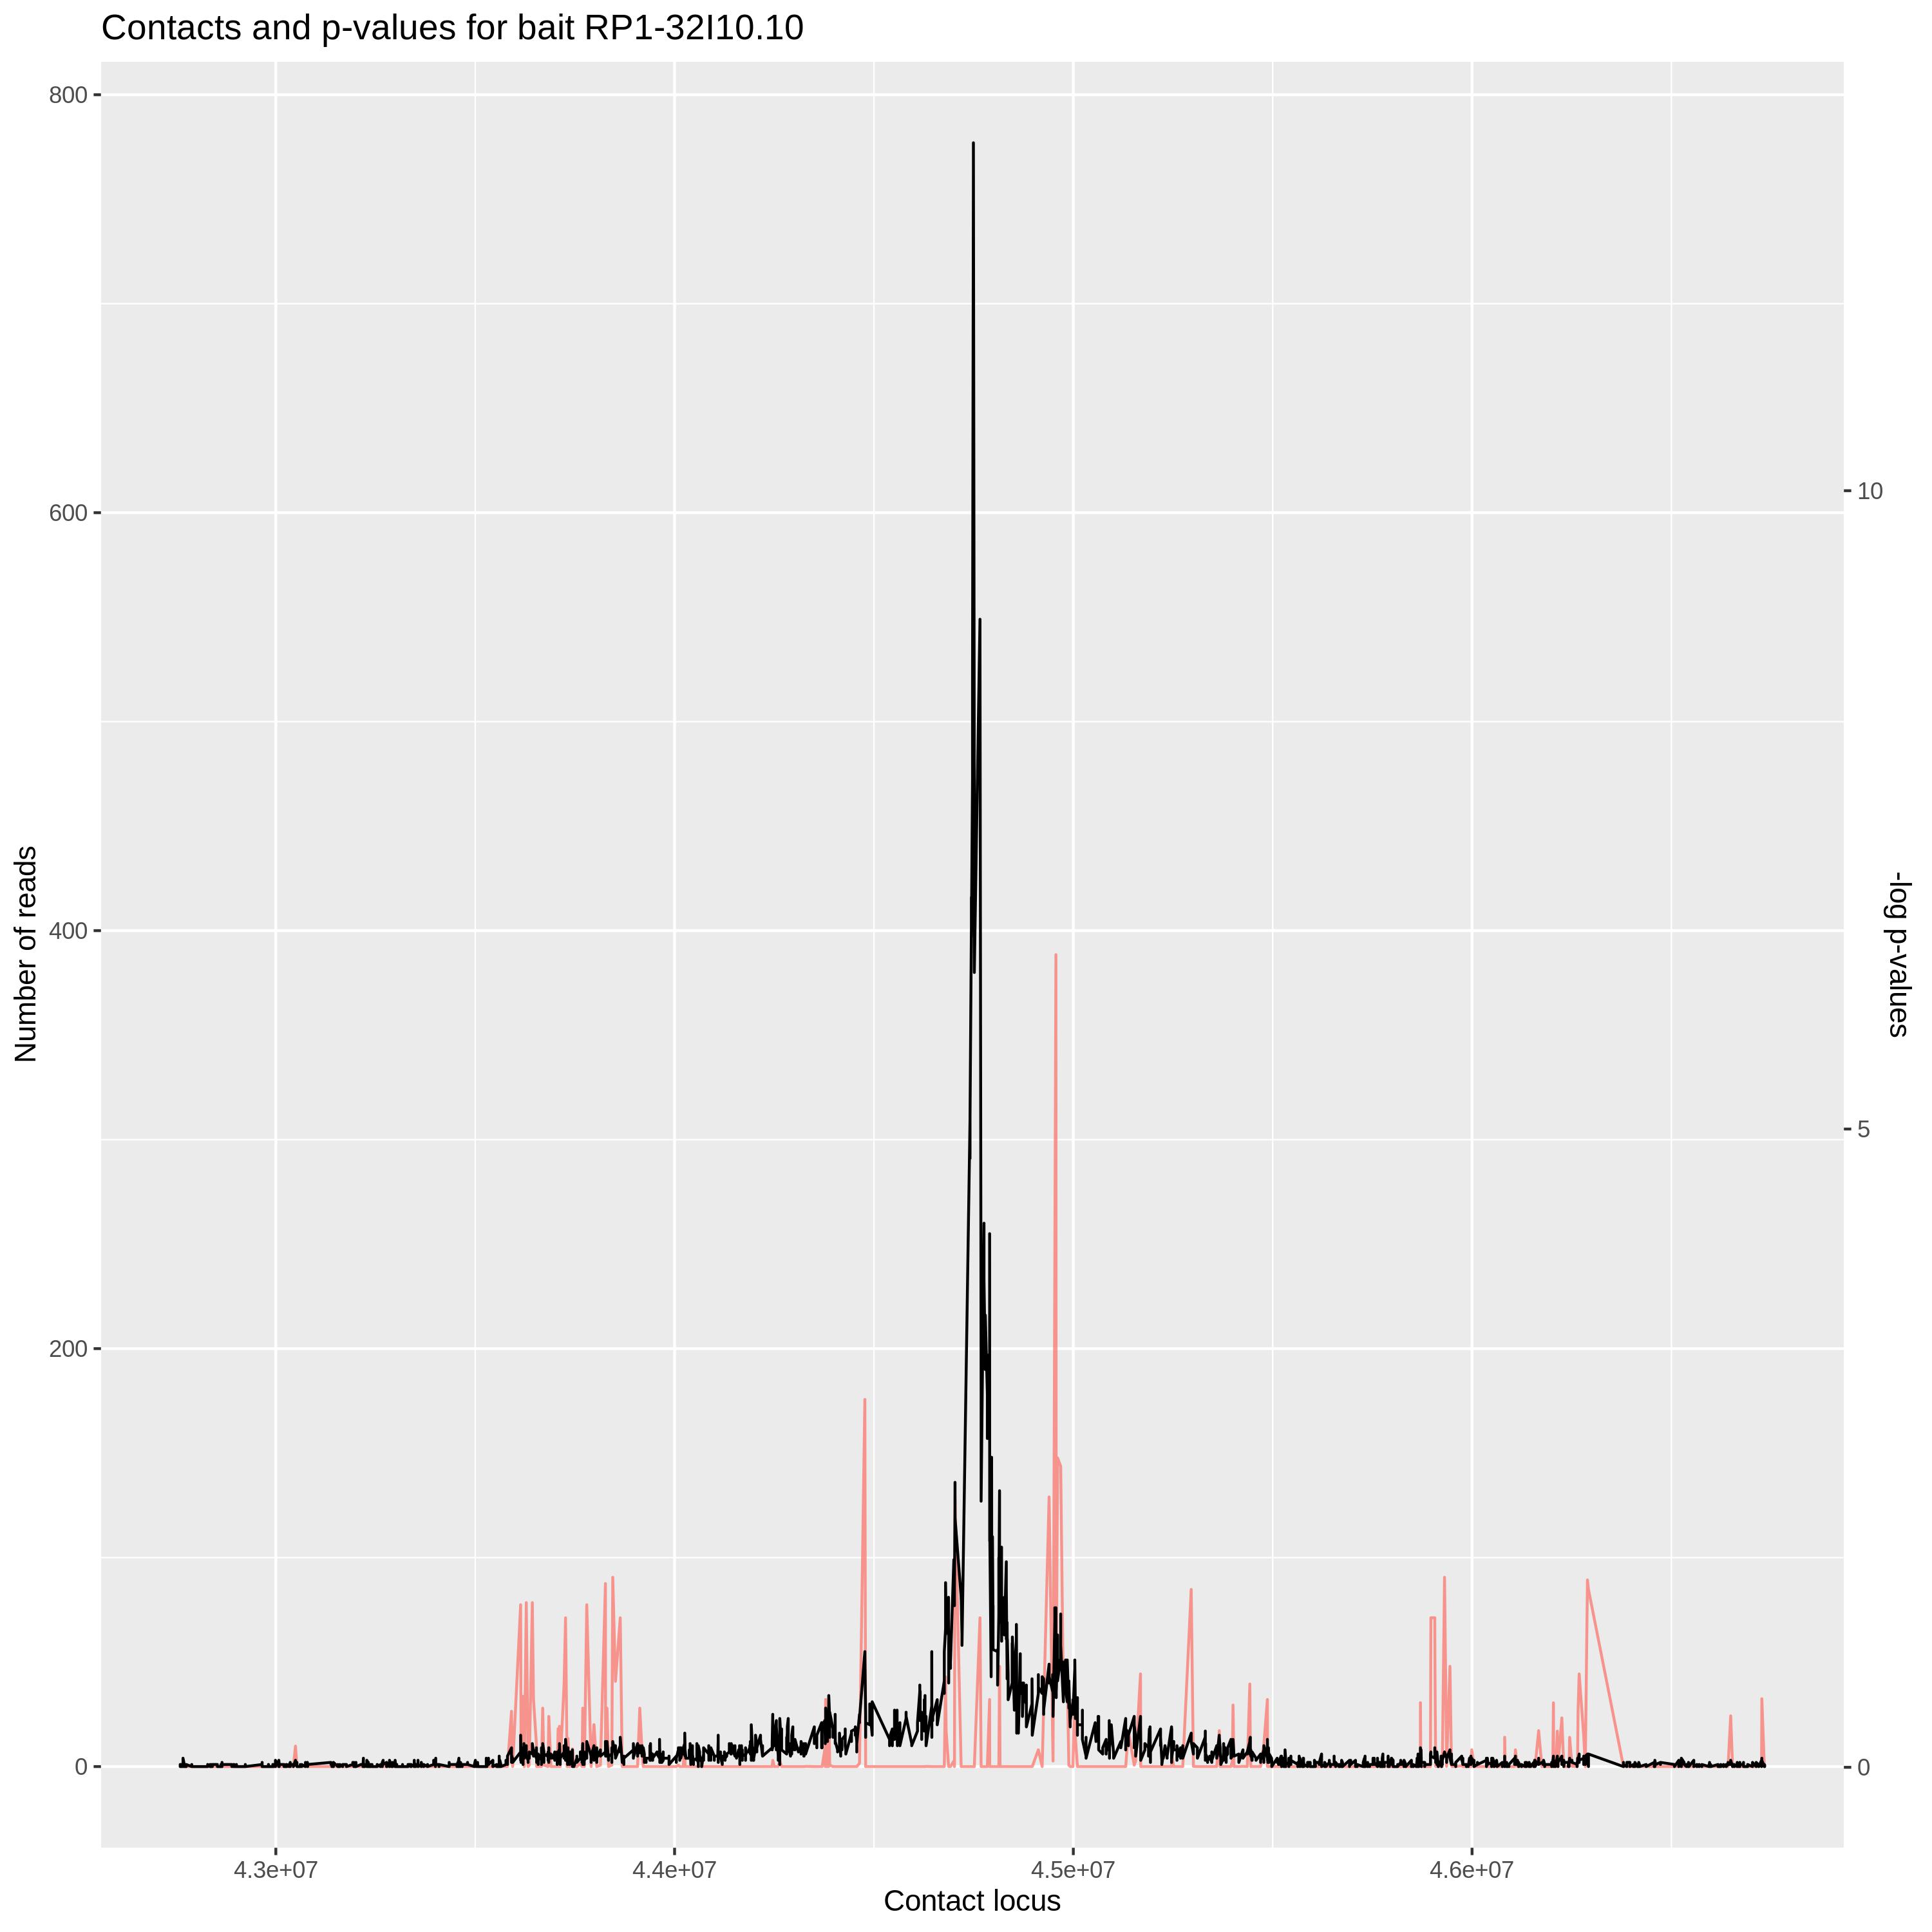 Contacts and p-values for bait RP1-32I10.10
800
600
400
200
0
Number of reads
10
5
0
-log p-values
4.3e+07
4.4e+07
4.5e+07
4.6e+07
Contact locus